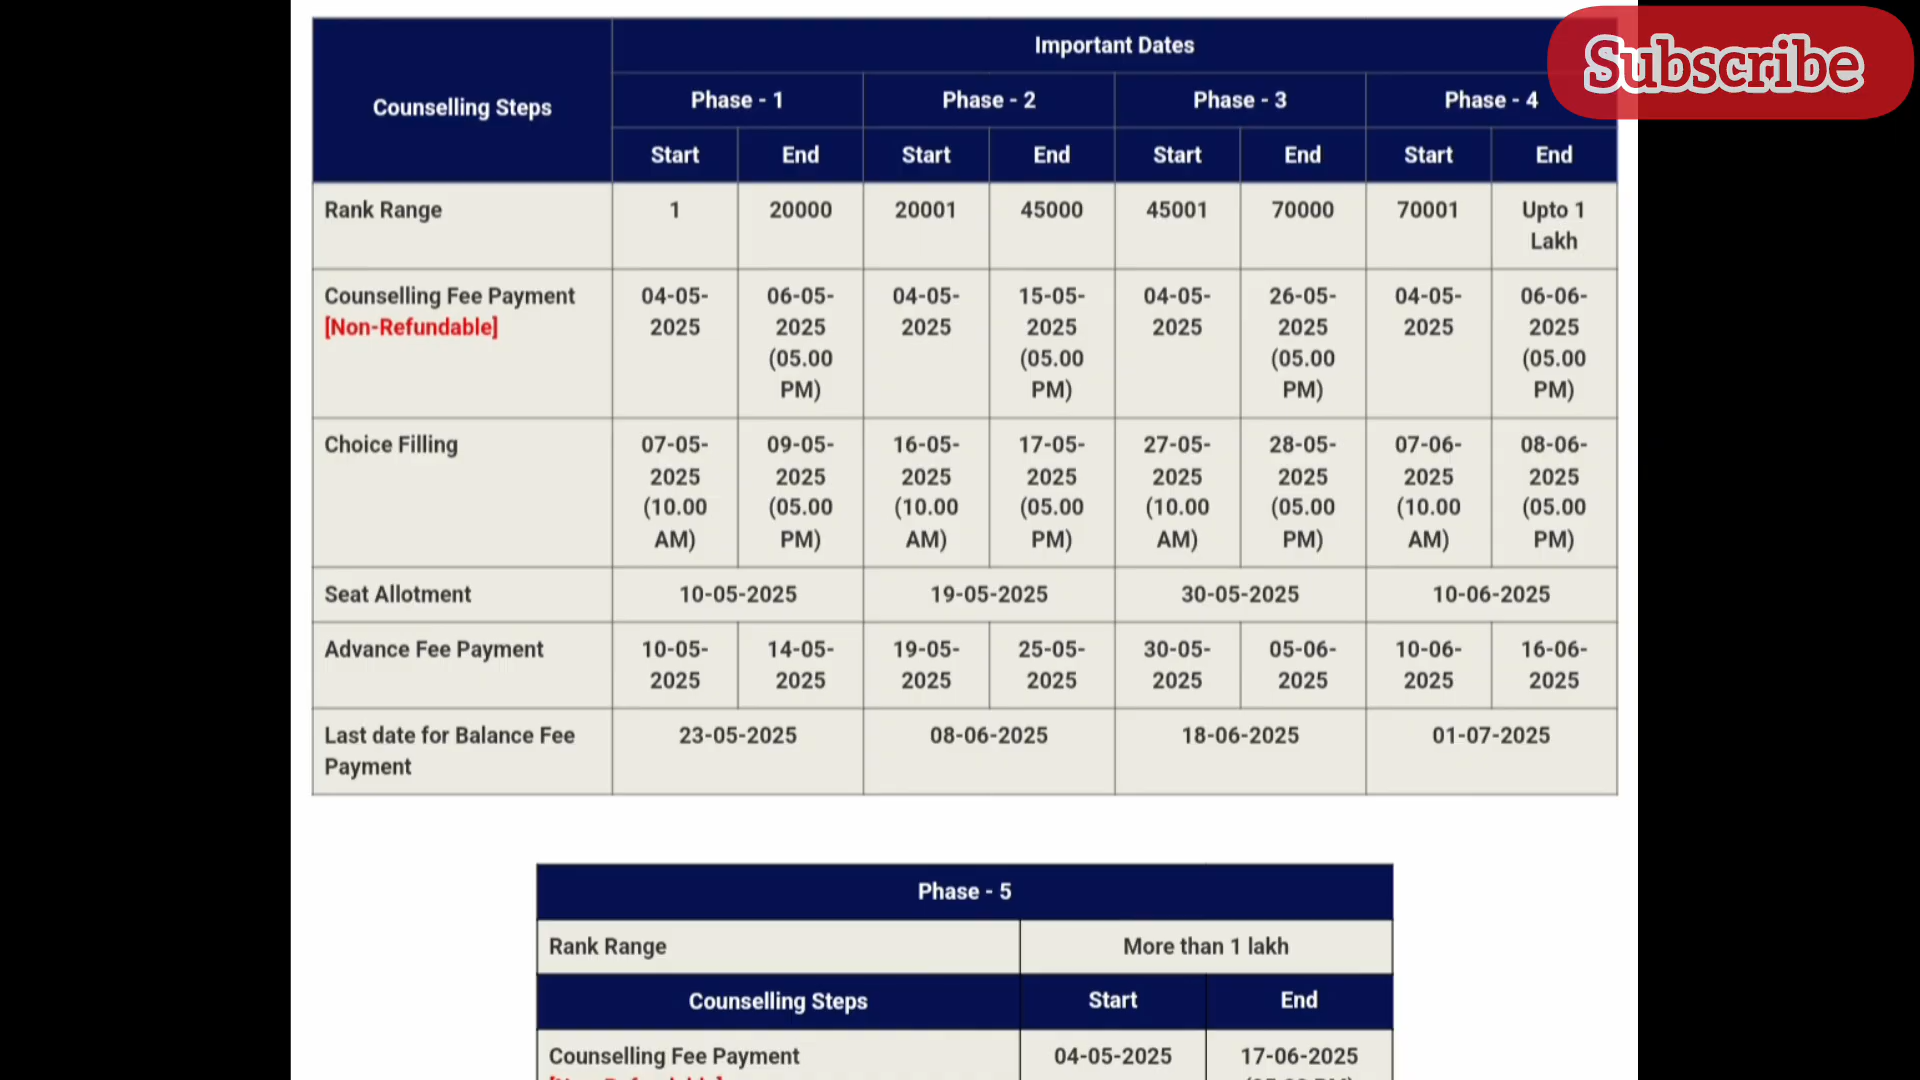 Subscribe
Important Dates
Counselling Steps
Phase - 1 Phase - 2 Phase - 3 Phase - 4
Start End Start End Start End Start End
Rank Range 1 20000 20001 45000 45001 70000 70001 Upto 1
Lakh
Counselling Fee Payment 04-05- 06-05- 04-05- 15-05- 04-05- 26-05- 04-05- 06-06-
[Non-Refundable] 2025 2025 2025 2025 2025 2025 2025 2025
(05.00 (05.00 (05.00 (05.00
PM) PM) PM) PM)
Choice Filling 07-05- 09-05- 16-05- 17-05- 27-05- 28-05- 07-06- 08-06-
2025 2025 2025 2025 2025 2025 2025 2025
(10.00 (05.00 (10.00 (05.00 (10.00 (05.00 (10.00 (05.00
AM) PM) AM) PM) AM) PM) AM) PM)
Seat Allotment 10-05-2025 19-05-2025 30-05-2025 10-06-2025
Advance Fee Payment 10-05- 14-05- 19-05- 25-05- 30-05- 05-06- 10-06- 16-06-
2025 2025 2025 2025 2025 2025 2025 2025
Last date for Balance Fee 23-05-2025 08-06-2025 18-06-2025 01-07-2025
Payment
Phase - 5
Rank Range More than 1 lakh
Counselling Steps Start End
Counselling Fee Payment 04-05-2025 17-06-2025